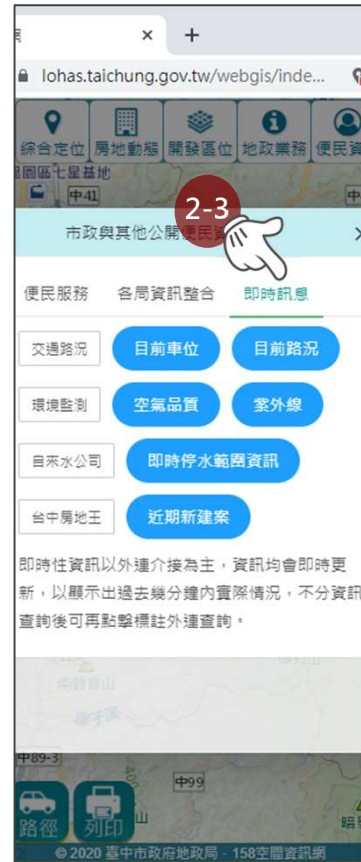 lohas.taichung.gov.tw/webgis/inde...
綜合定位 房地動態 開發區位 地政業務 便民資
園區七星基地
中41
2-3
市政與其他公開便民資
便民服務 各局資訊整合 即時訊息
交通路況 目前車位 目前路況
環境監測 空氣品質 紫外線
自來水公司 即時停水範圍資訊
台中房地王 近期新建案
即時性資訊以外連介接為主，資訊均會即時更
新，以顯示出過去幾分鐘內實際情況，不分資訊
查詢後可再點擊標註外連查詢。
南觀音山
中89-3
中99
路徑 列印
©2020 臺中市政府地政局 · 158空間資訊網